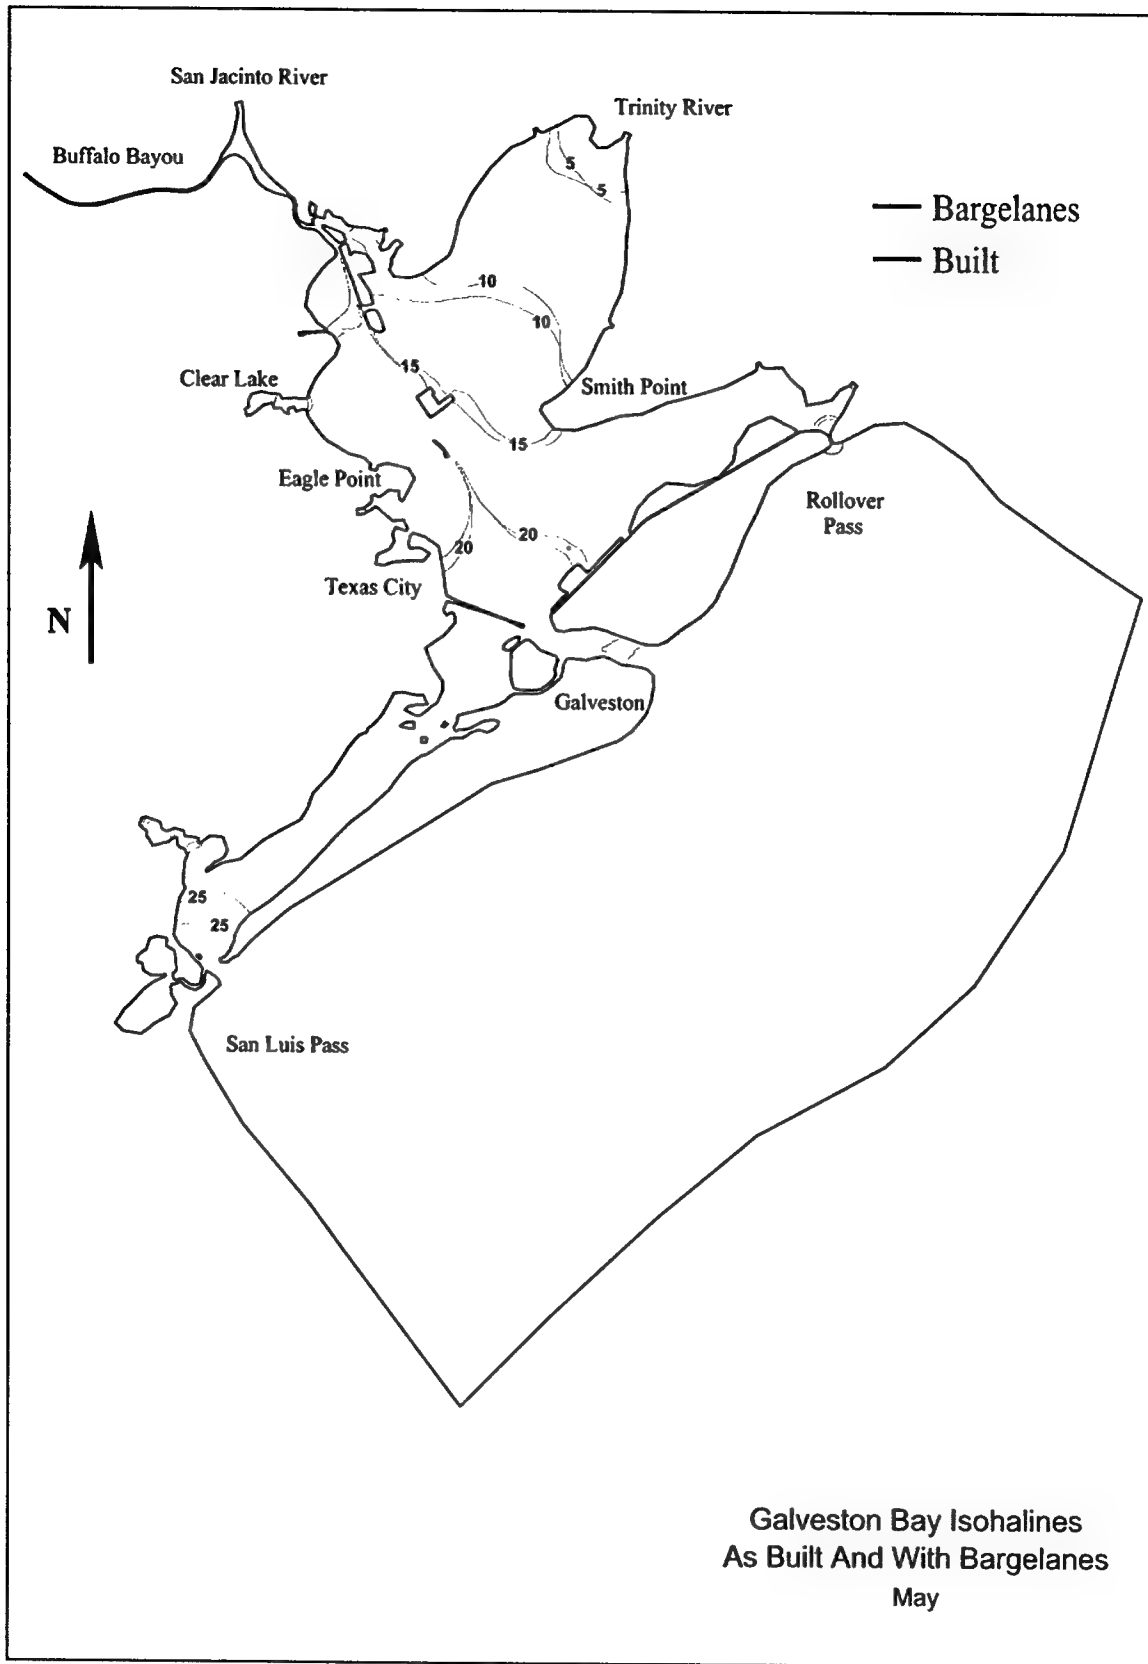 San Jacinto River
Trinity River
Buffalo Bayou
5
5
Bargelanes
Built
10
10
15
Clear Lake
Smith Point
15
Eagle Point
Rollover
Pass
20
20
Texas City
N
Galveston
25
25
San Luis Pass
Galveston Bay Isohalines
As Built And With Bargelanes
May